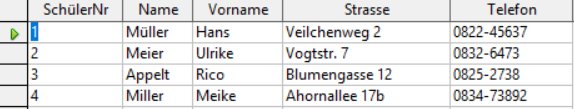 SchülerNr Name Vorname Strasse Telefon
1 Müller Hans Veilchenweg 2 0822-45637
2 Meier Ulrike Vogtstr. 7 0832-6473
3 Appelt Rico Blumengasse 12 0825-2738
4 Miller Meike Ahornallee 17b 0834-73892